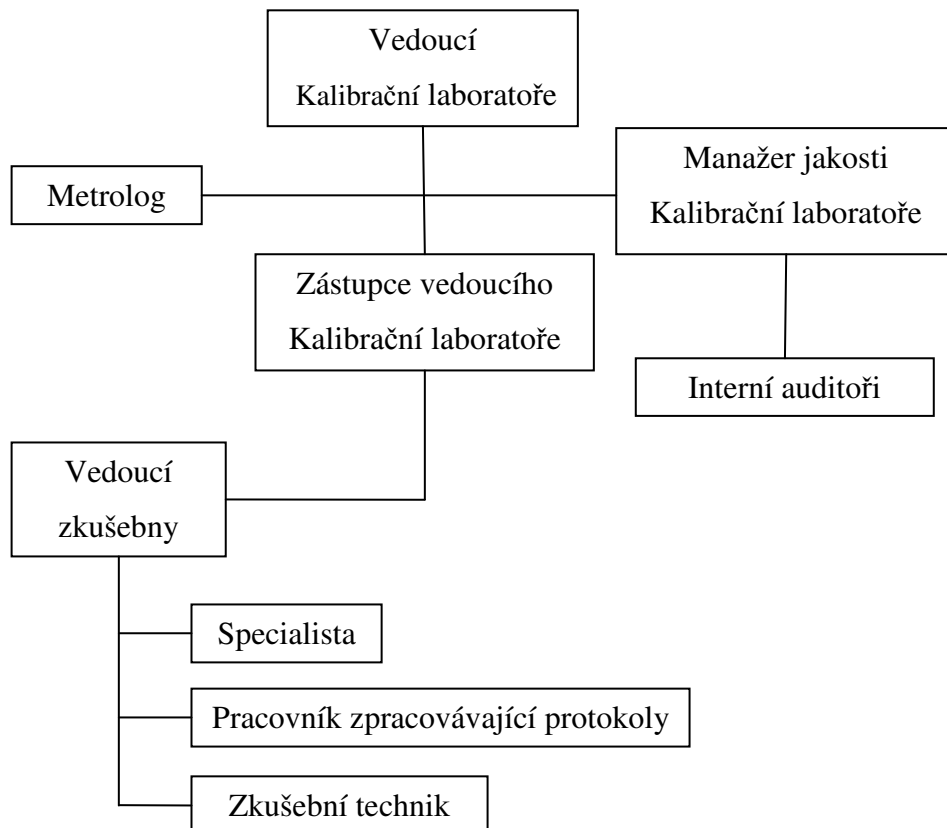 Vedoucí
Kalibrační laboratoře
Manažer jakosti
Kalibrační laboratoře
Metrolog
Zástupce vedoucího
Kalibrační laboratoře
Interní auditoři
Vedoucí
zkušebny
Specialista
Pracovník zpracovávající protokoly
Zkušební technik